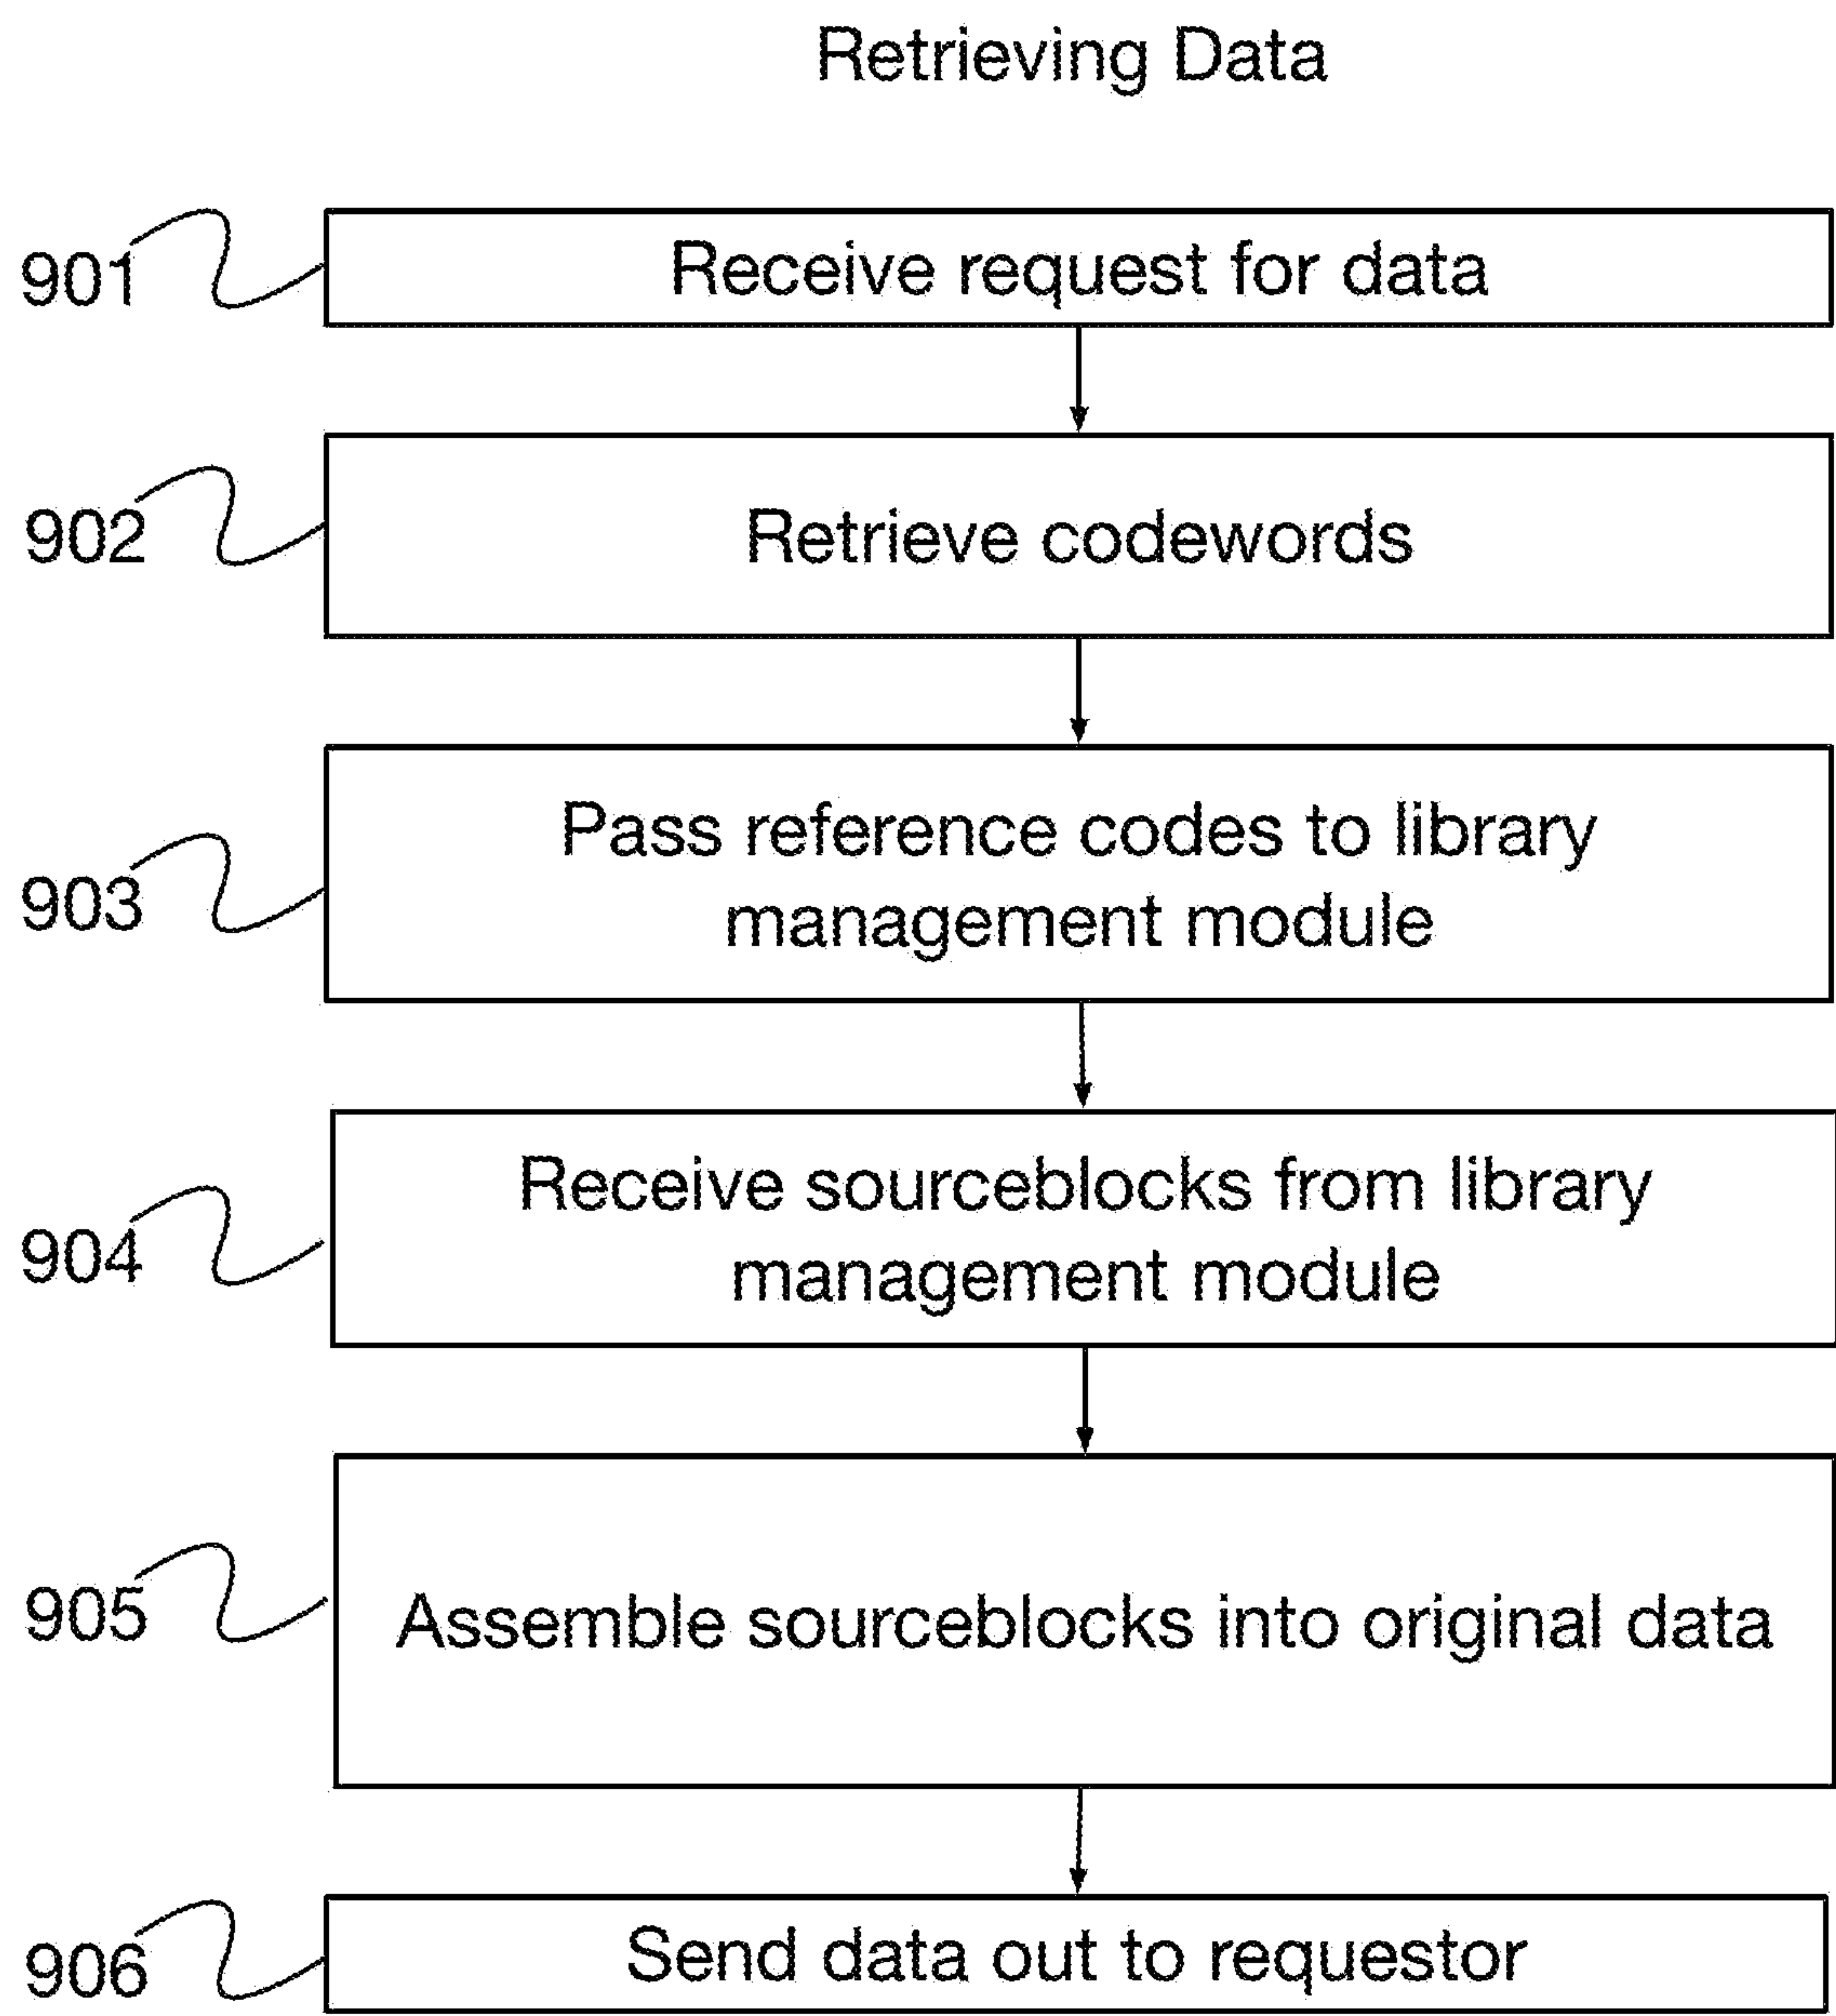 Retrieving Data
901
Receive request for data
902
Retrieve codewords
903
Pass reference codes to library
management module
904
Receive sourceblocks from library
management module
905
Assemble sourceblocks into original data
906
Send data out to requestor